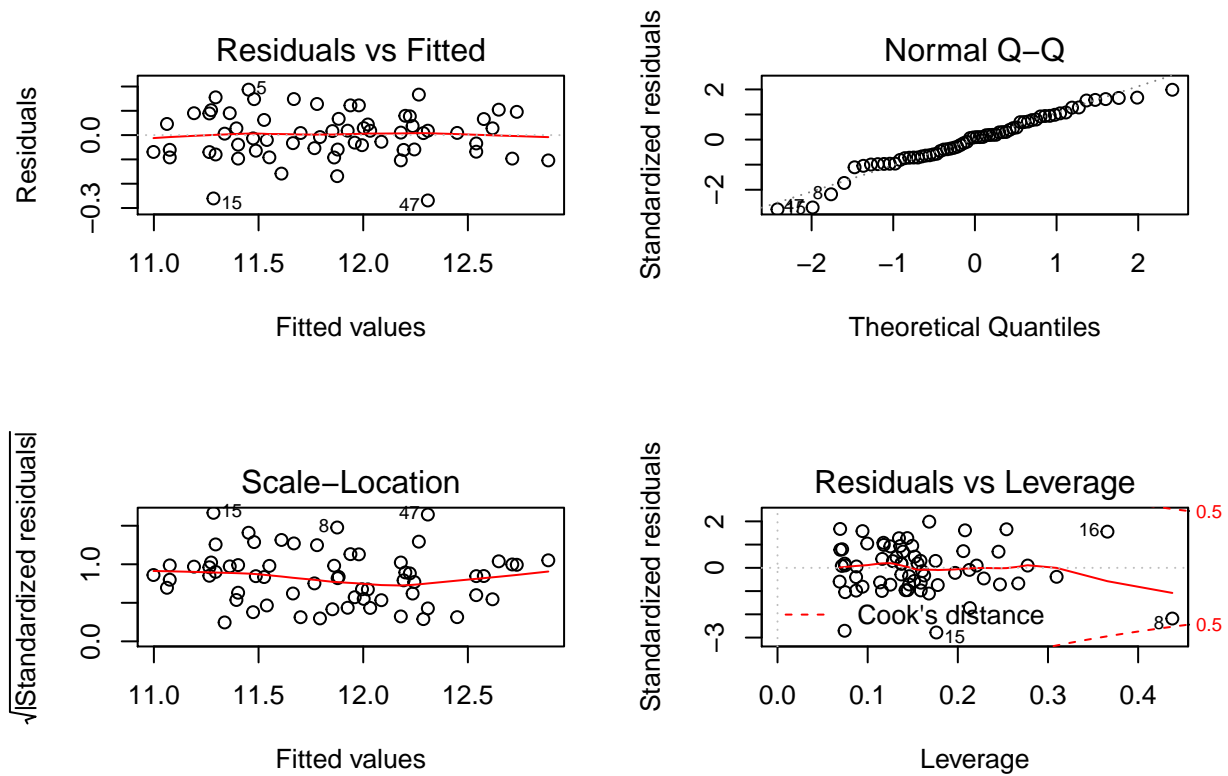 Residuals vs Fitted
Residuals
0.0
−0.3
5
15
47
11.0 11.5 12.0 12.5
Fitted values
Normal Q−Q
Standardized residuals
2
0
−2
8
47
−2 −1 0 1 2
Theoretical Quantiles
Scale−Location
√|Standardized residuals|
1.0
0.0
15
8
47
11.0 11.5 12.0 12.5
Fitted values
Residuals vs Leverage
Standardized residuals
2
0
−3
16
0.5
Cook's distance
15
8
0.5
0.0 0.1 0.2 0.3 0.4
Leverage